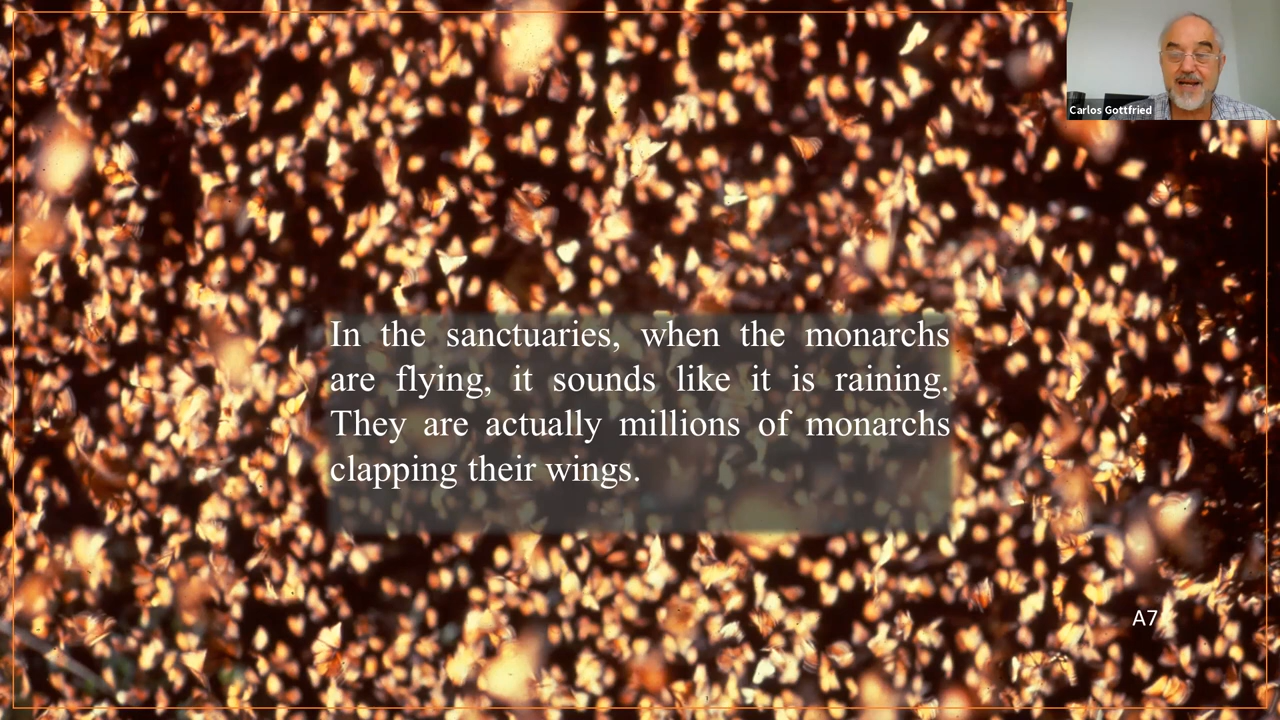 Carlos Gottfried
In the sanctuaries, when the monarchs
are flying, it sounds like it is raining.
They are actually millions of monarchs
clapping their wings.
A7